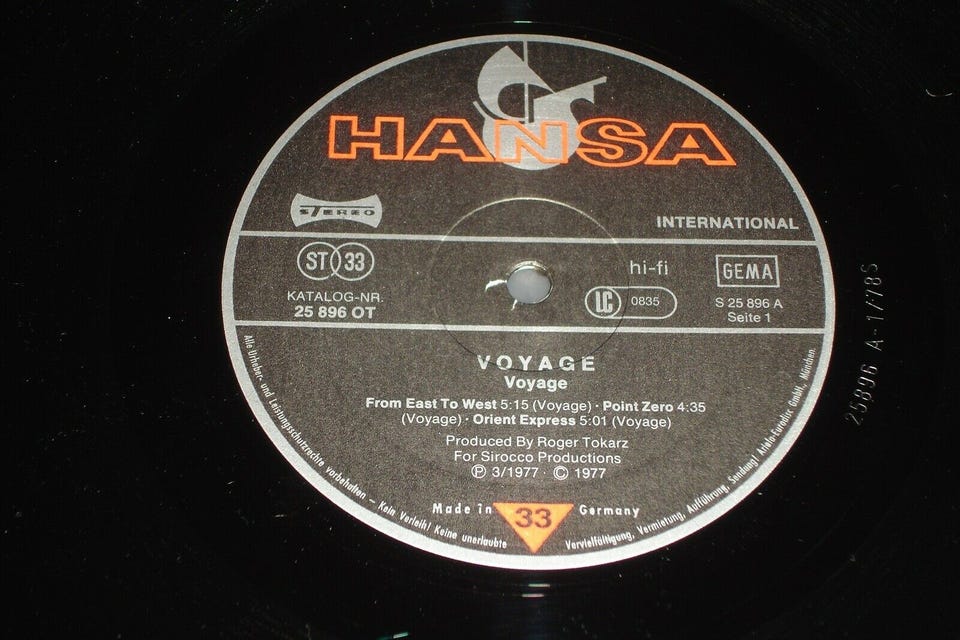 HANSA
STEREO
INTERNATIONAL
ST 33
hi-fi
GEMA
LC 0835
KATALOG-NR.
25 896 OT
S 25 896 A
Seite 1
VOYAGE
Voyage
From East To West 5:15 (Voyage) · Point Zero 4:35
(Voyage) · Orient Express 5:01 (Voyage)
Produced By Roger Tokarz
For Sirocco Productions
Ⓟ 3/1977 · © 1977
Made in 33 Germany
Alle Urheber- und Leistungsschutzrechte vorbehalten – Kein Verleih! Keine unerlaubte Vervielfältigung, Vermietung, Aufführung, Sendung! Ariola-Eurodisc GmbH., München.
25896 A-1/78S